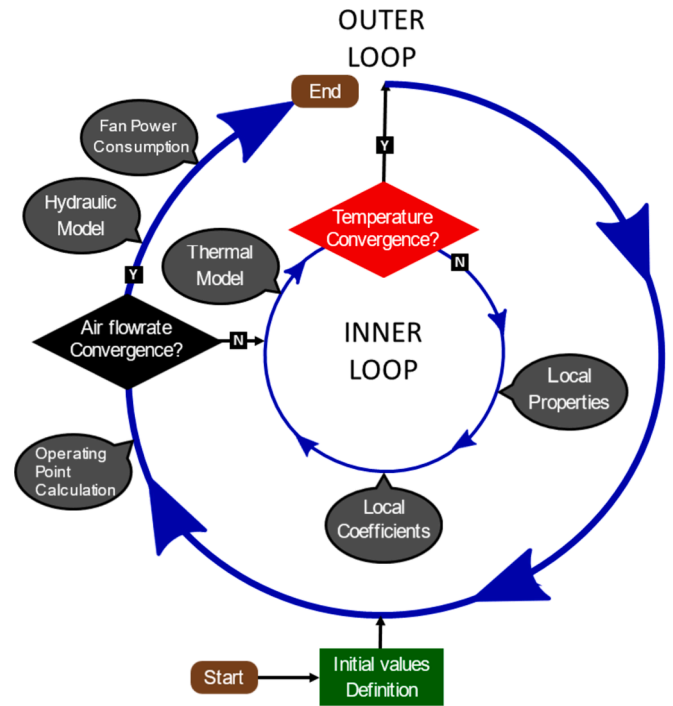 OUTER
LOOP
End
Fan Power
Consumption
Y
Hydraulic
Model
Temperature
Convergence?
Thermal
Model
N
Y
Air flowrate
Convergence?
N
INNER
LOOP
Local
Properties
Operating
Point
Calculation
Local
Coefficients
Start
Initial values
Definition